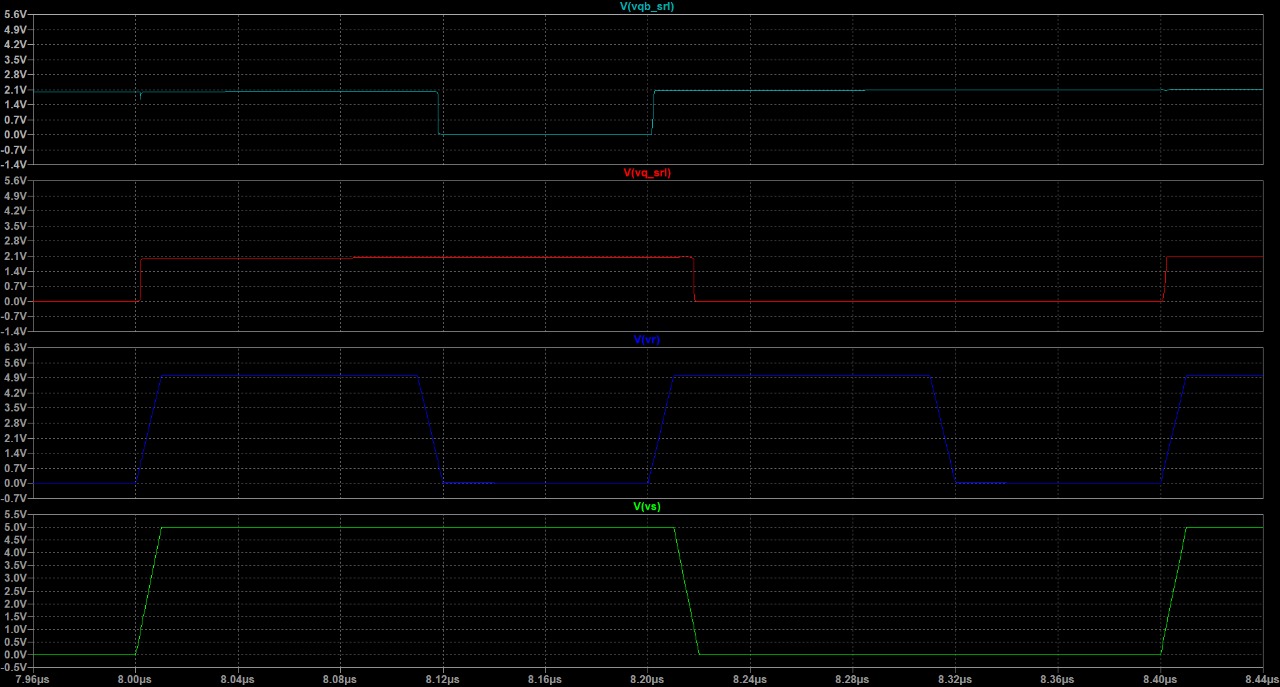 V(vqb_srl)
5.6V
4.9V
4.2V
3.5V
2.8V
2.1V
1.4V
0.7V
0.0V
-0.7V
-1.4V
V(vq_srl)
5.6V
4.9V
4.2V
3.5V
2.8V
2.1V
1.4V
0.7V
0.0V
-0.7V
-1.4V
V(vr)
6.3V
5.6V
4.9V
4.2V
3.5V
2.8V
2.1V
1.4V
0.7V
0.0V
-0.7V
V(vs)
5.5V
5.0V
4.5V
4.0V
3.5V
3.0V
2.5V
2.0V
1.5V
1.0V
0.5V
0.0V
-0.5V
7.96µs 8.00µs 8.04µs 8.08µs 8.12µs 8.16µs 8.20µs 8.24µs 8.28µs 8.32µs 8.36µs 8.40µs 8.44µs